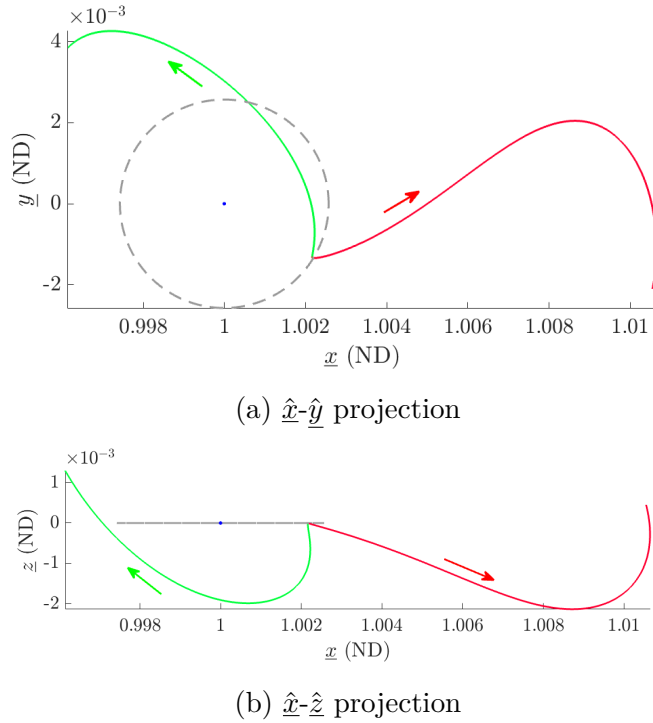 ×10⁻³
4
2
0
-2
y (ND)
0.998 1 1.002 1.004 1.006 1.008 1.01
x (ND)
(a) x̂-ŷ projection
×10⁻³
1
0
-1
-2
z (ND)
0.998 1 1.002 1.004 1.006 1.008 1.01
x (ND)
(b) x̂-ẑ projection